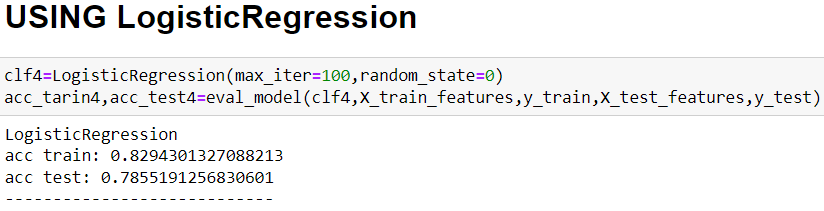 USING LogisticRegression
clf4=LogisticRegression(max_iter=100,random_state=0)
acc_tarin4,acc_test4=eval_model(clf4,X_train_features,y_train,X_test_features,y_test)
LogisticRegression
acc train: 0.8294301327088213
acc test: 0.7855191256830601
----------------------------